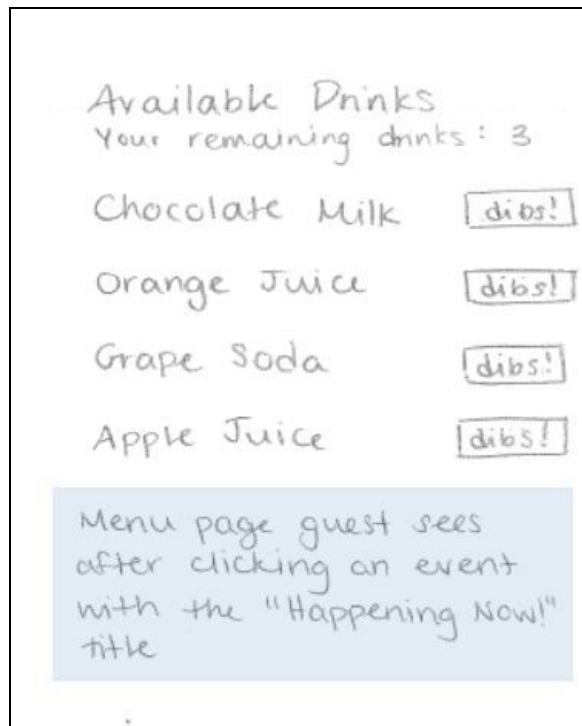 Available Drinks
Your remaining drinks: 3
Chocolate Milk dibs!
Orange Juice dibs!
Grape Soda dibs!
Apple Juice dibs!
Menu page guest sees
after clicking an event
with the "Happening Now!"
title